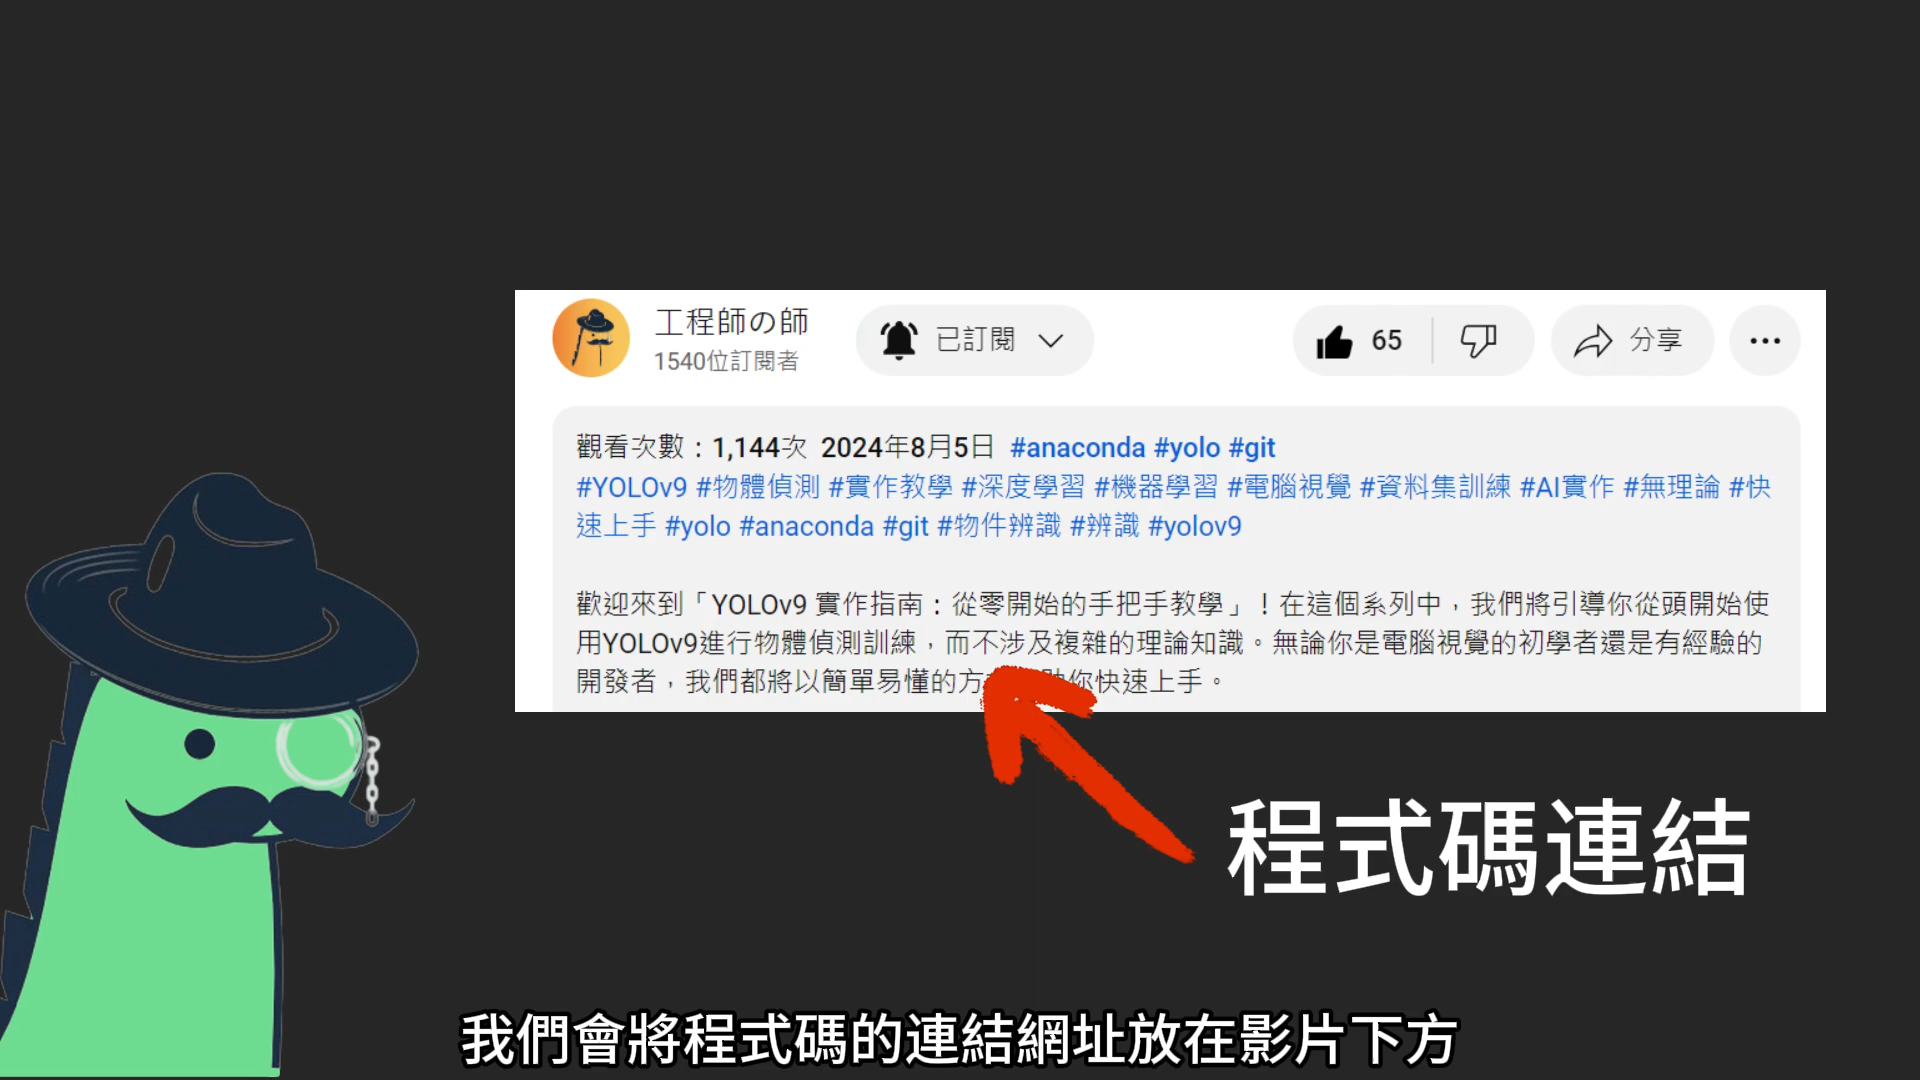 工程師の師
1540位訂閱者
已訂閱
65
分享
觀看次數：1,144次 2024年8月5日 #anaconda #yolo #git
#YOLOv9 #物體偵測 #實作教學 #深度學習 #機器學習 #電腦視覺 #資料集訓練 #AI實作 #無理論 #快
速上手 #yolo #anaconda #git #物件辨識 #辨識 #yolov9
歡迎來到「YOLOv9 實作指南：從零開始的手把手教學」！在這個系列中，我們將引導你從頭開始使
用YOLOv9進行物體偵測訓練，而不涉及複雜的理論知識。無論你是電腦視覺的初學者還是有經驗的
開發者，我們都將以簡單易懂的方 助你快速上手。
程式碼連結
我們會將程式碼的連結網址放在影片下方